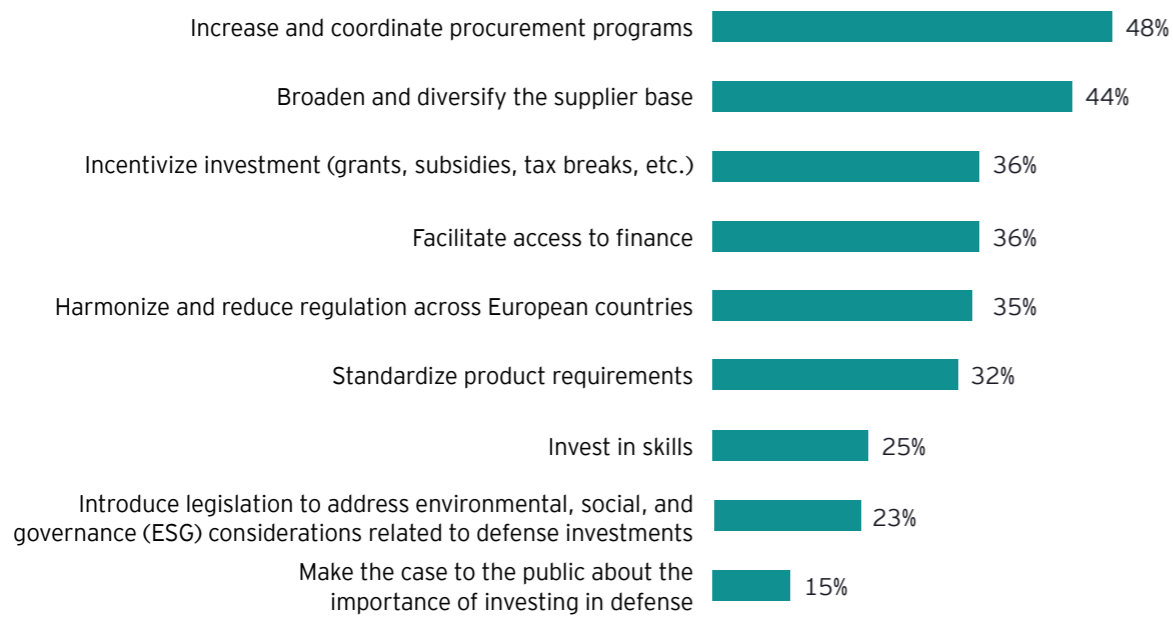 Increase and coordinate procurement programs 48%
Broaden and diversify the supplier base 44%
Incentivize investment (grants, subsidies, tax breaks, etc.) 36%
Facilitate access to finance 36%
Harmonize and reduce regulation across European countries 35%
Standardize product requirements 32%
Invest in skills 25%
Introduce legislation to address environmental, social, and
governance (ESG) considerations related to defense investments 23%
Make the case to the public about the
importance of investing in defense 15%